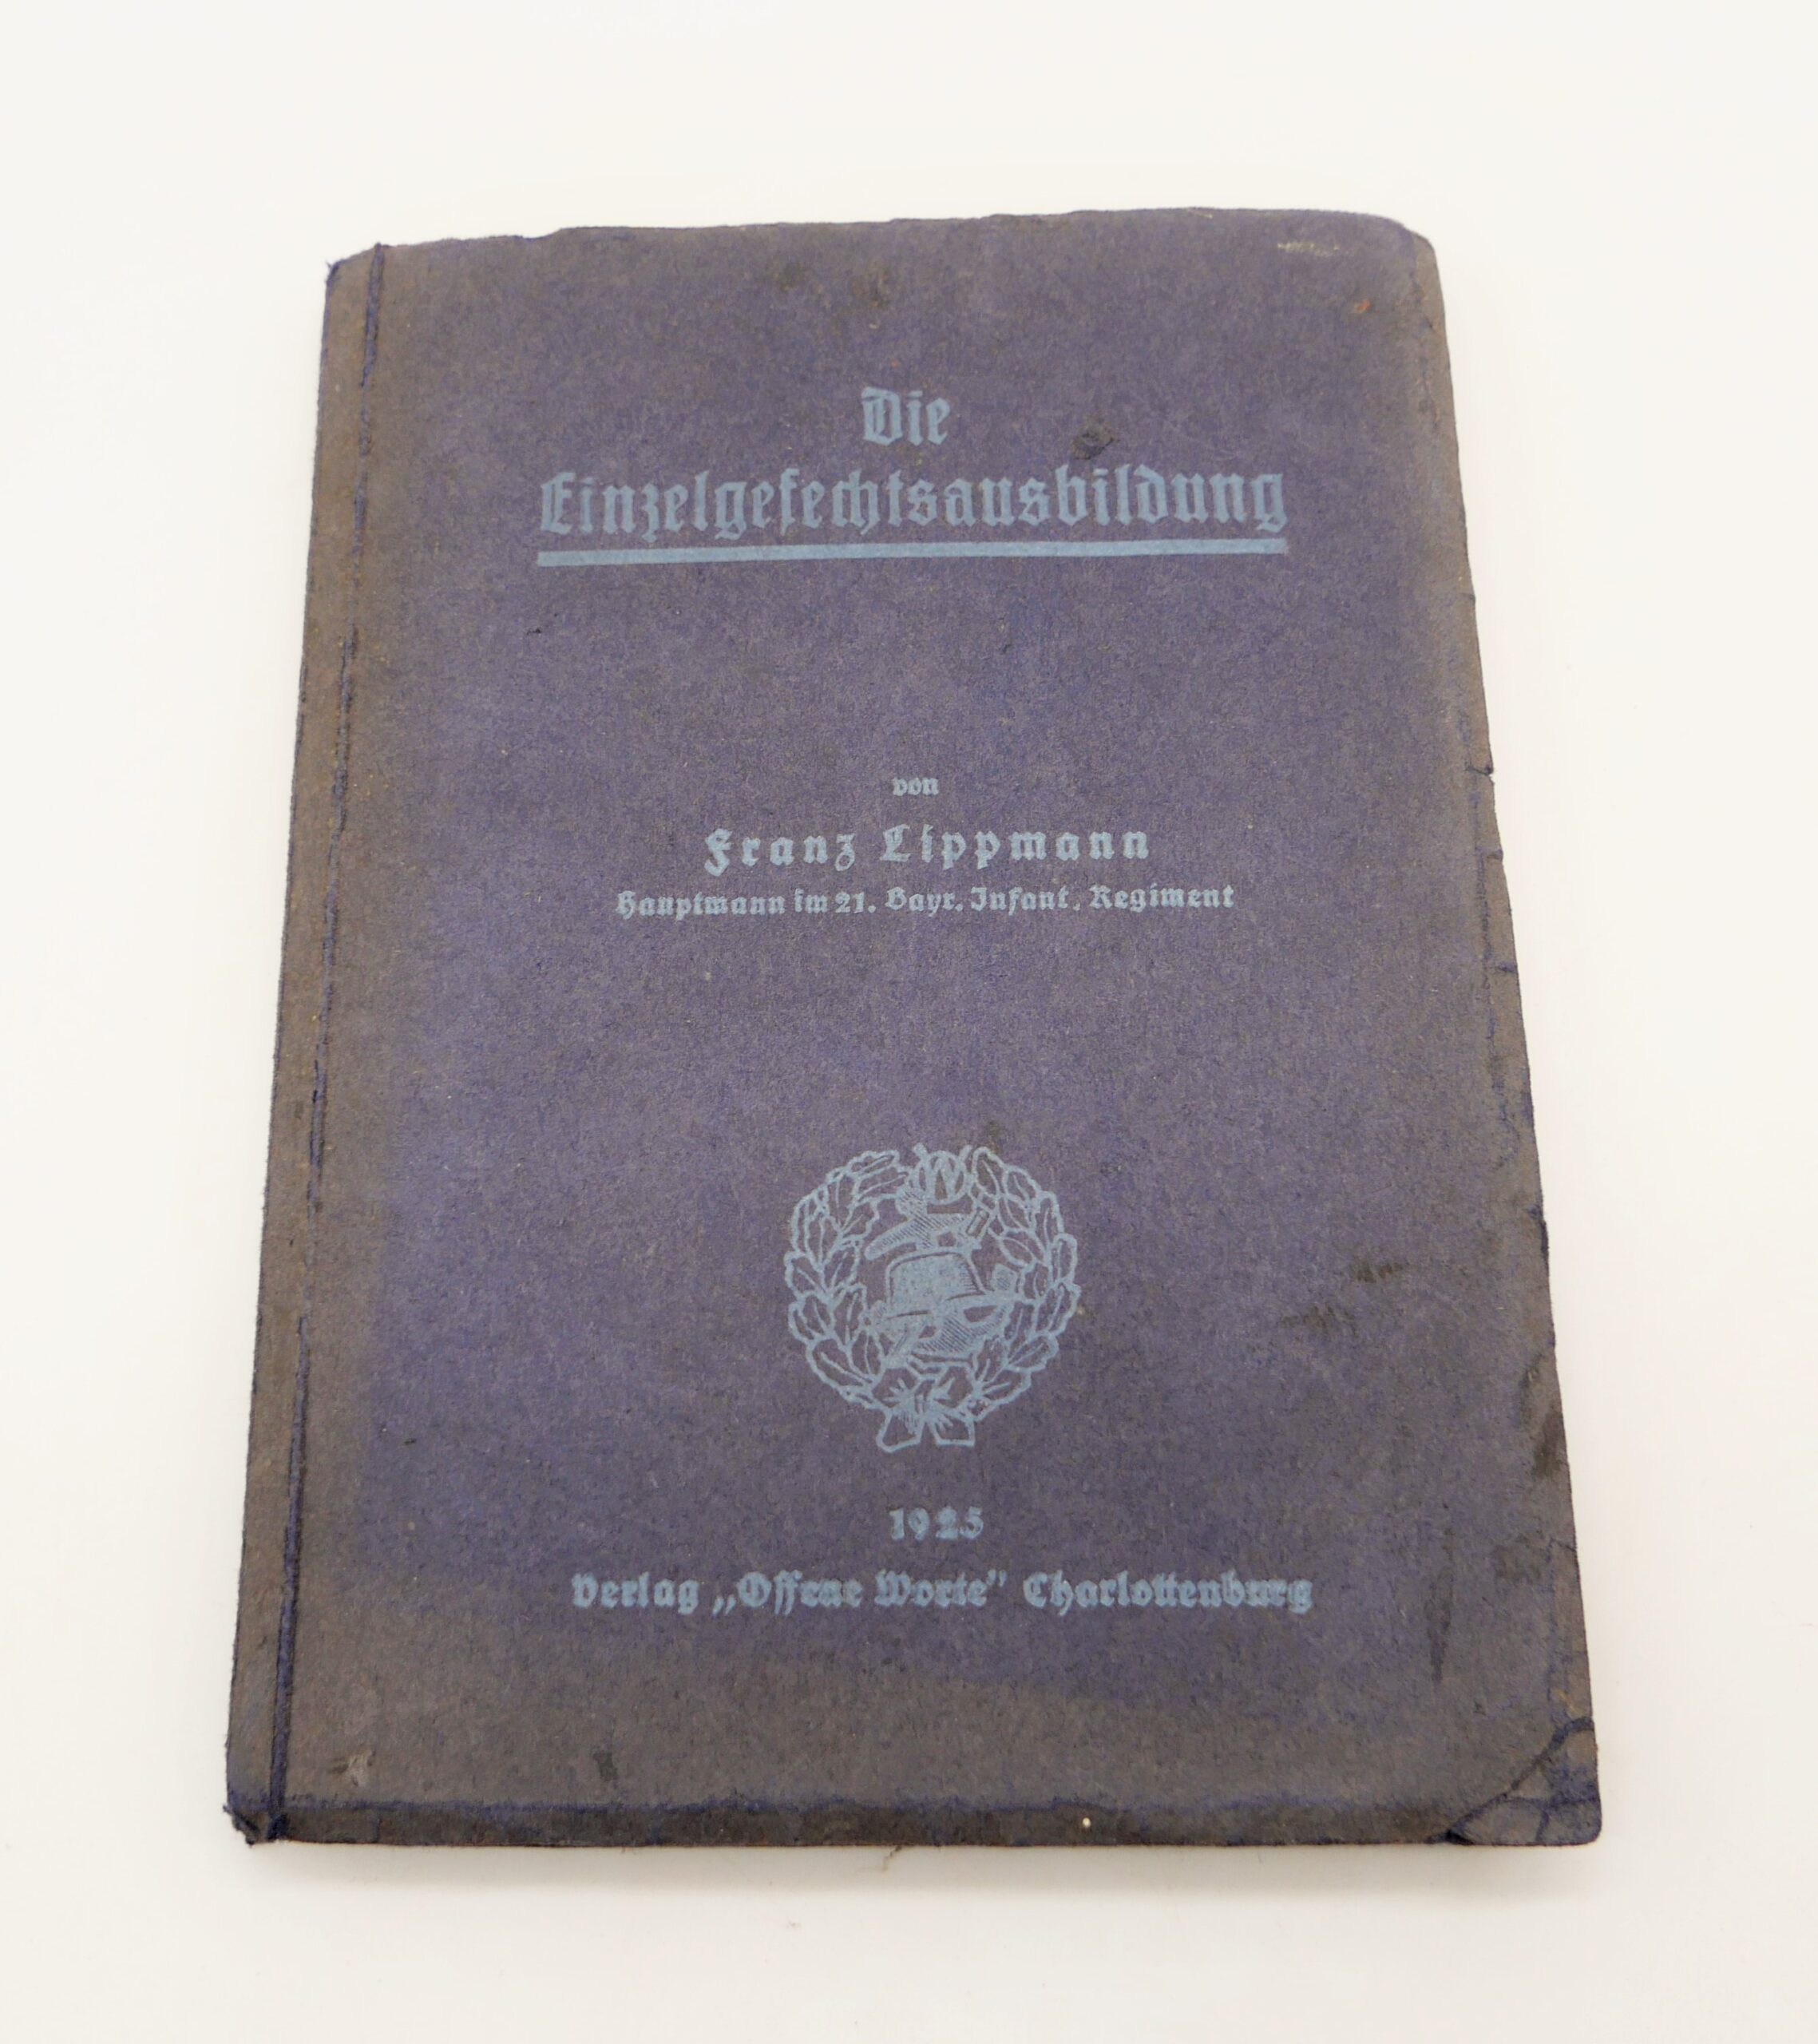 Die
Einzelgefechtsausbildung
von
Franz Lippmann
Hauptmann im 21. Bayr. Infant. Regiment
W
1925
Verlag „Offene Worte” Charlottenburg